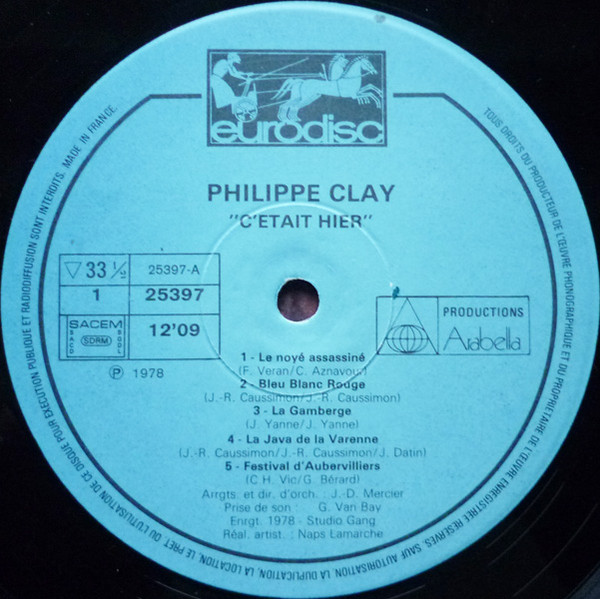 eurodisc
PHILIPPE CLAY
"C'ETAIT HIER"
▽ 33 1/3
25397-A
1
25397
SACEM
SACD
SDRM
SGDL
12'09
Ⓟ 1978
PRODUCTIONS
Arabella
1 - Le noyé assassiné
(F. Veran/C. Aznavour)
2 - Bleu Blanc Rouge
(J.-R. Caussimon/J.-R. Caussimon)
3 - La Gamberge
(J. Yanne/J. Yanne)
4 - La Java de la Varenne
(J.-R. Caussimon/J.-R. Caussimon/J. Datin)
5 - Festival d'Aubervilliers
(C H. Vic/G. Bérard)
Arrgts. et dir. d'orch. : J.-D. Mercier
Prise de son : G. Van Bay
Enrgt. 1978 - Studio Gang
Réal. artist. : Naps Lamarche
TOUS DROITS DU PRODUCTEUR DE L'ŒUVRE PHONOGRAPHIQUE ET DU PROPRIETAIRE DE L'ŒUVRE ENREGISTREE RESERVES. SAUF AUTORISATION, LA DUPLICATION, LA LOCATION, LE PRET, DU L'UTILISATION DE CE DISQUE POUR EXECUTION PUBLIQUE ET RADIODIFFUSION SONT INTERDITS. MADE IN FRANCE.